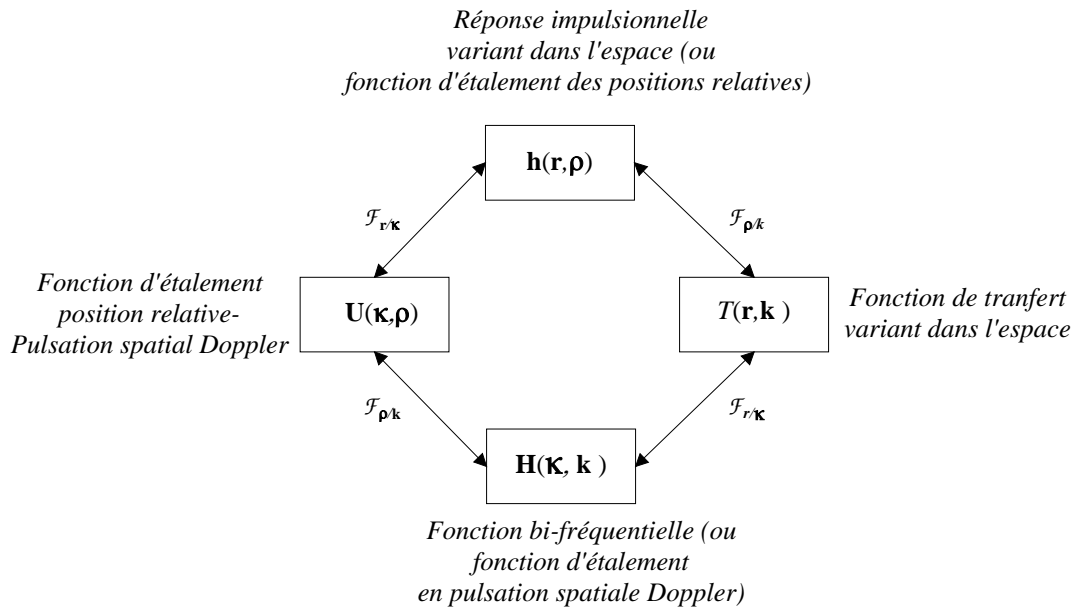 Réponse impulsionnelle
variant dans l'espace (ou
fonction d'étalement des positions relatives)
h(r,ρ)
ℱr/κ
ℱρ/k
Fonction d'étalement
position relative-
Pulsation spatial Doppler
U(κ,ρ)
T(r,k )
Fonction de tranfert
variant dans l'espace
ℱρ/k
ℱr/κ
H(κ, k )
Fonction bi-fréquentielle (ou
fonction d'étalement
en pulsation spatiale Doppler)